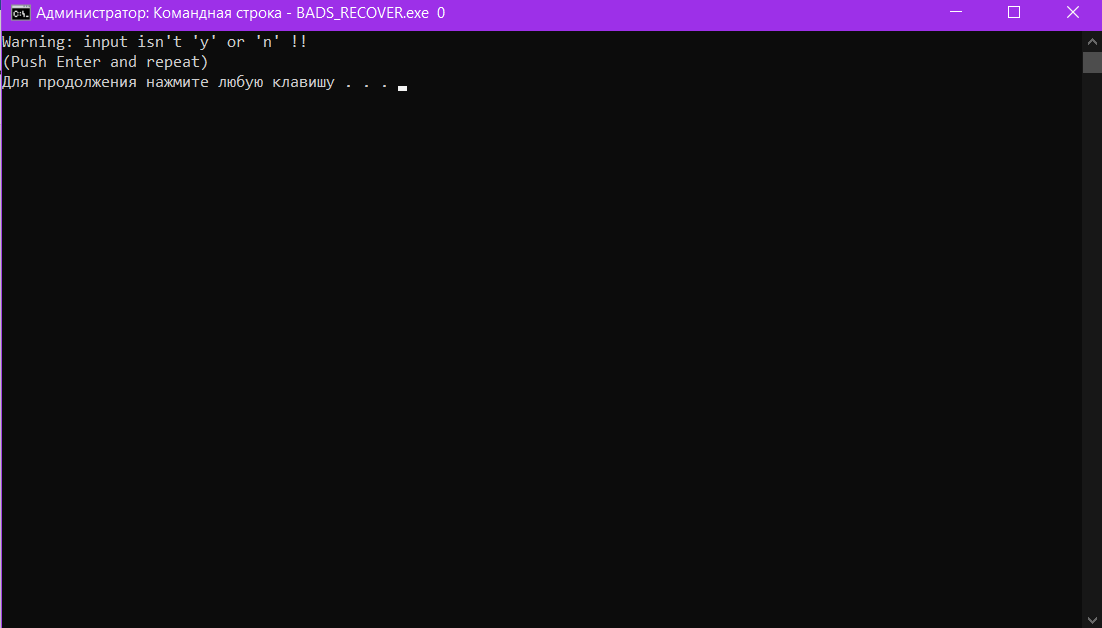 Администратор: Командная строка - BADS_RECOVER.exe 0
Warning: input isn't 'y' or 'n' !!
(Push Enter and repeat)
Для продолжения нажмите любую клавишу . . .